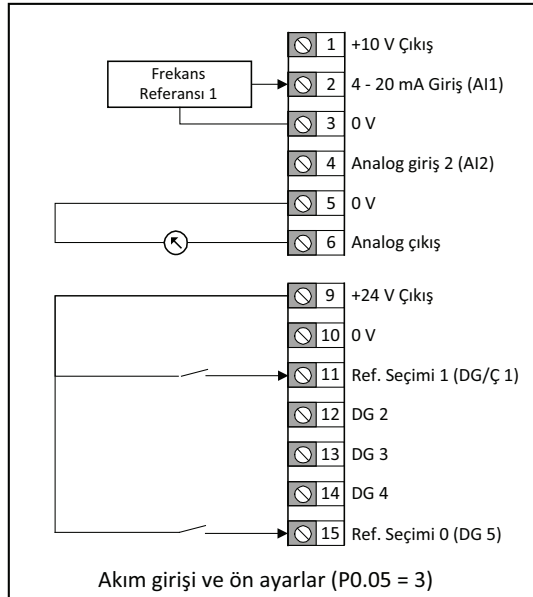 1 +10 V Çıkış
Frekans
Referansı 1
2 4 - 20 mA Giriş (AI1)
3 0 V
4 Analog giriş 2 (AI2)
5 0 V
6 Analog çıkış
9 +24 V Çıkış
10 0 V
11 Ref. Seçimi 1 (DG/Ç 1)
12 DG 2
13 DG 3
14 DG 4
15 Ref. Seçimi 0 (DG 5)
Akım girişi ve ön ayarlar (P0.05 = 3)